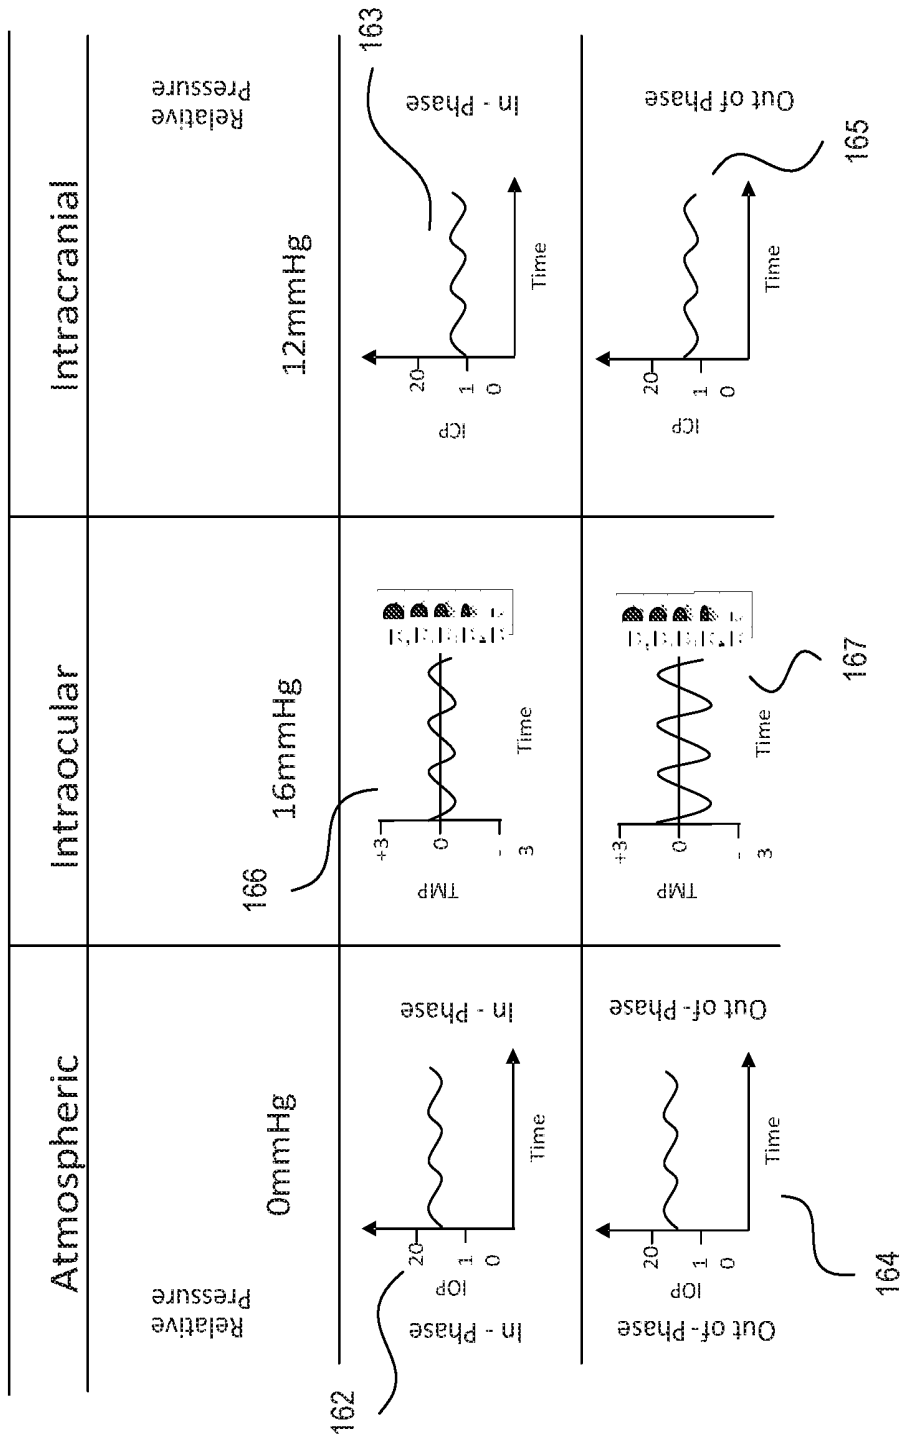 Atmospheric
Intraocular
Intracranial
Relative
Pressure
0mmHg
16mmHg
12mmHg
Relative
Pressure
166
163
162
In - Phase
IOP
20
1
0
Time
In - Phase
TMP
+3
0
-
3
Time
ICP
20
1
0
Time
In - Phase
Out of-Phase
IOP
20
1
0
Time
Out of-Phase
TMP
+3
0
-
3
Time
ICP
20
1
0
Time
Out of Phase
164
167
165